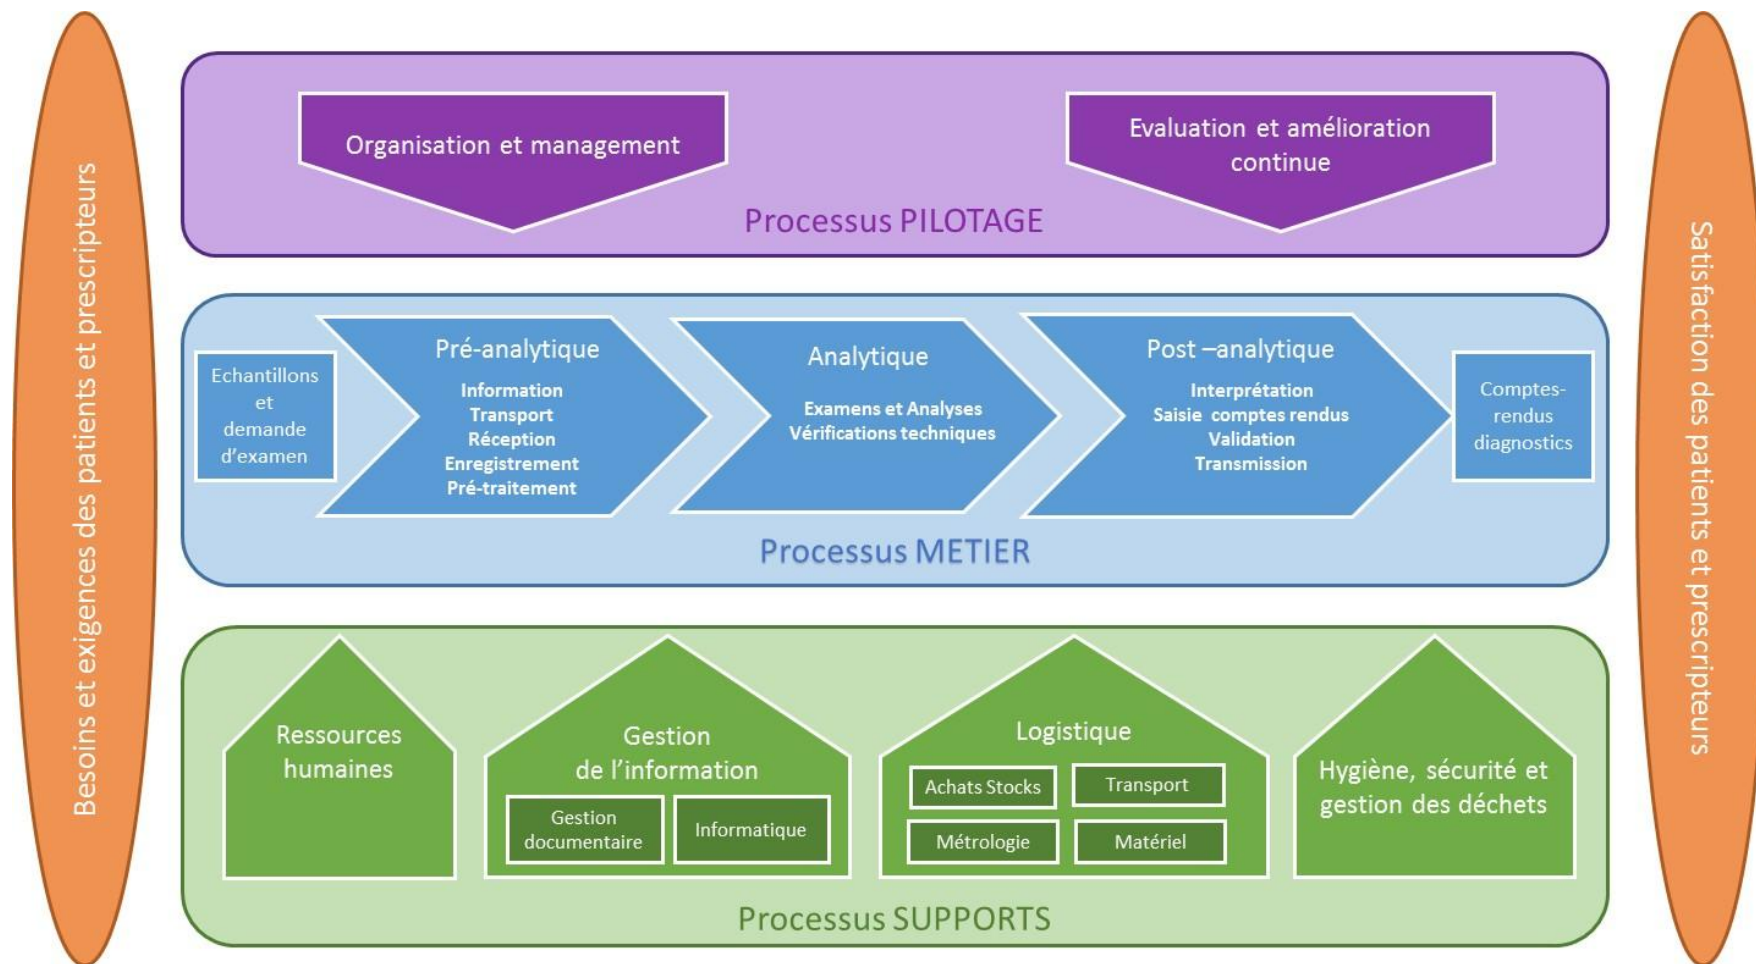 Besoins et exigences des patients et prescripteurs
Organisation et management
Evaluation et amélioration
continue
Processus PILOTAGE
Echantillons
et
demande
d'examen
Pré-analytique
Information
Transport
Réception
Enregistrement
Pré-traitement
Analytique
Examens et Analyses
Vérifications techniques
Post –analytique
Interprétation
Saisie comptes rendus
Validation
Transmission
Comptes-
rendus
diagnostics
Processus METIER
Ressources
humaines
Gestion
de l'information
Gestion
documentaire
Informatique
Logistique
Achats Stocks
Transport
Métrologie
Matériel
Hygiène, sécurité et
gestion des déchets
Processus SUPPORTS
Satisfaction des patients et prescripteurs